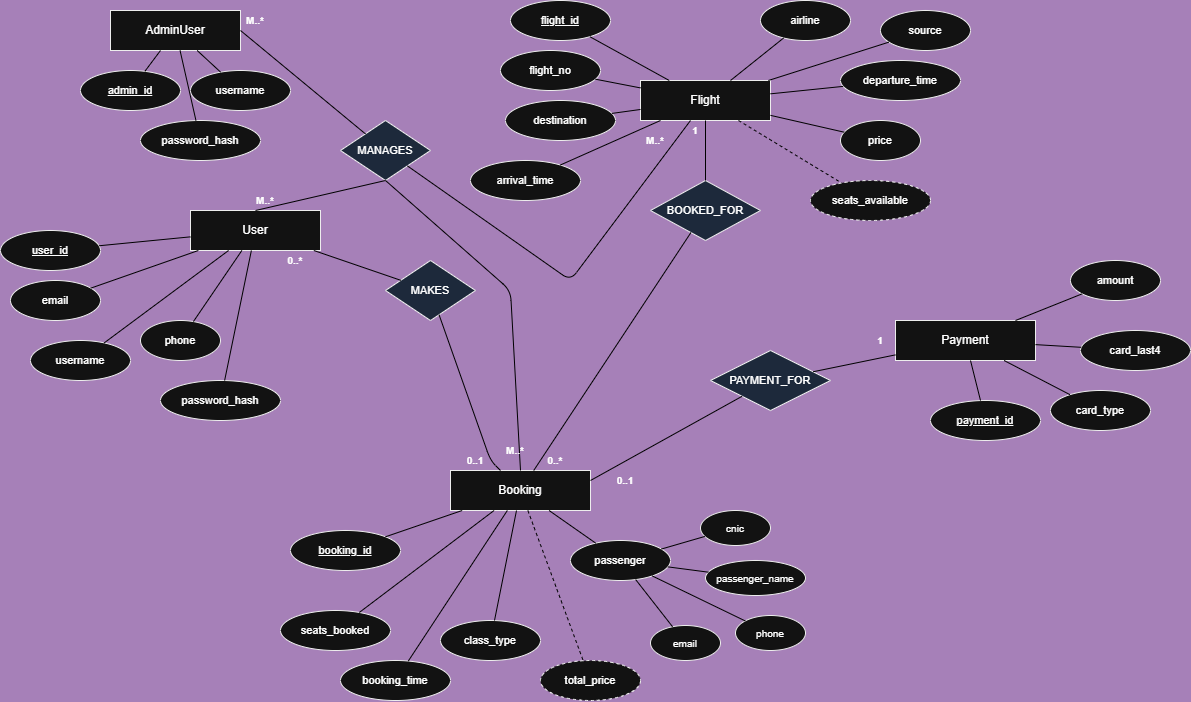 AdminUser
M..*
admin_id
username
password_hash
flight_id
airline
source
flight_no
departure_time
Flight
destination
price
M..*
1
arrival_time
seats_available
MANAGES
BOOKED_FOR
M..*
User
0..*
user_id
email
username
phone
password_hash
MAKES
amount
Payment
1
card_last4
PAYMENT_FOR
payment_id
card_type
0..1
M..*
0..*
0..1
Booking
booking_id
seats_booked
booking_time
class_type
total_price
passenger
cnic
passenger_name
phone
email